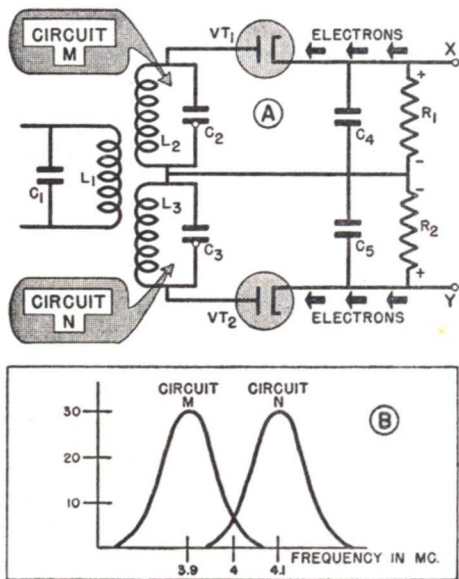 CIRCUIT
M
VT1
ELECTRONS
X
L2
C2
A
C4
+
R1
-
C1
L1
L3
C3
C5
-
R2
+
CIRCUIT
N
VT2
ELECTRONS
Y
CIRCUIT
M
CIRCUIT
N
B
30
20
10
3.9
4
4.1
FREQUENCY IN MC.